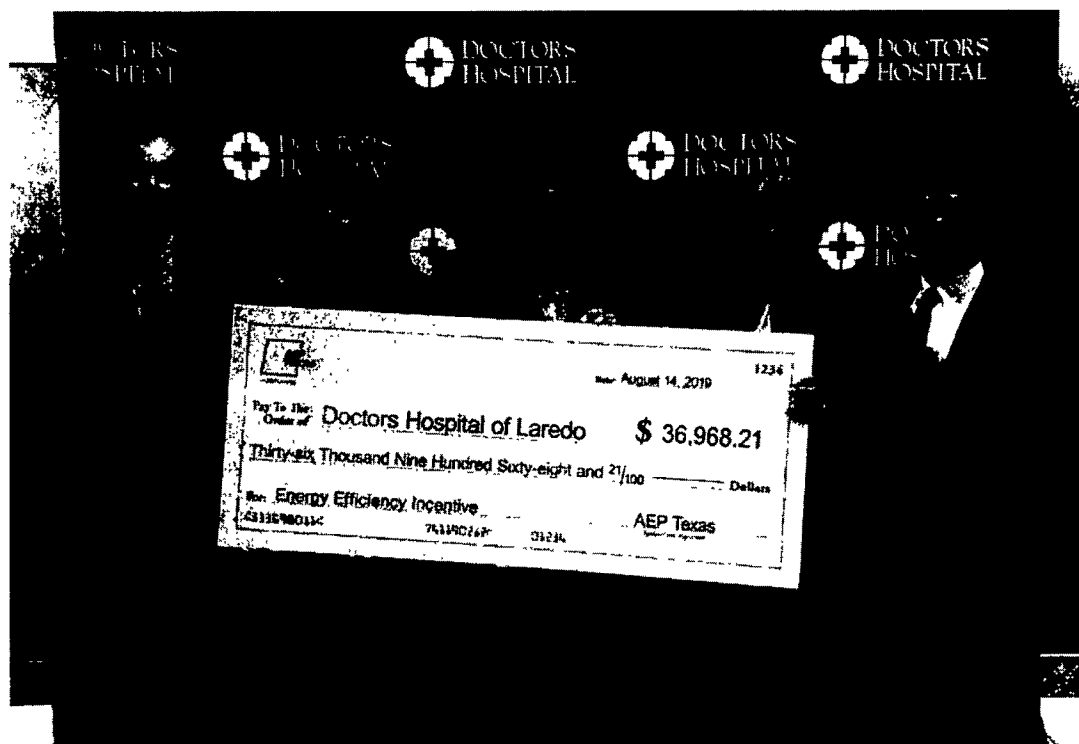 DOCTORS
HOSPITAL
DOCTORS
HOSPITAL
DOCTORS
HOSPITAL
1234
August 14, 2019
Pay To The
Order of Doctors Hospital of Laredo $ 36,968.21
Thirty-six Thousand Nine Hundred Sixty-eight and 21/100 Dollars
For: Energy Efficiency Incentive AEP Texas
01234